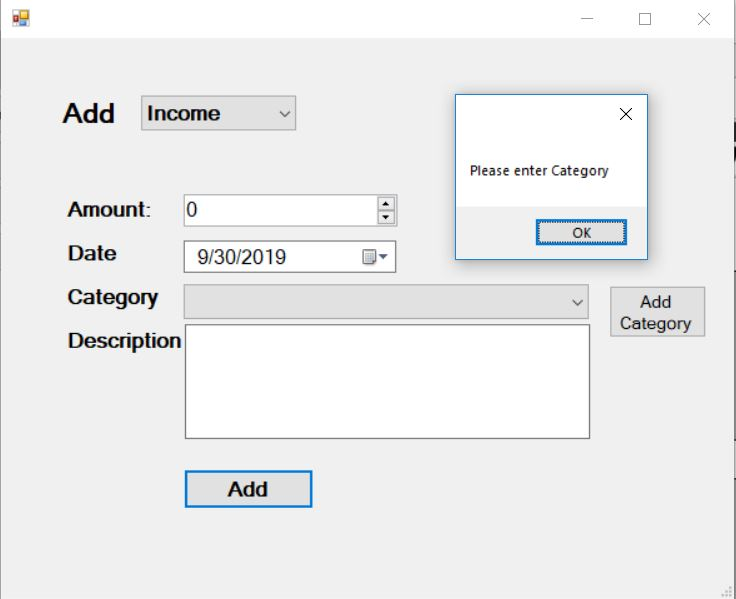 Add Income
Please enter Category
OK
Amount: 0
Date 9/30/2019
Category
Add
Category
Description
Add